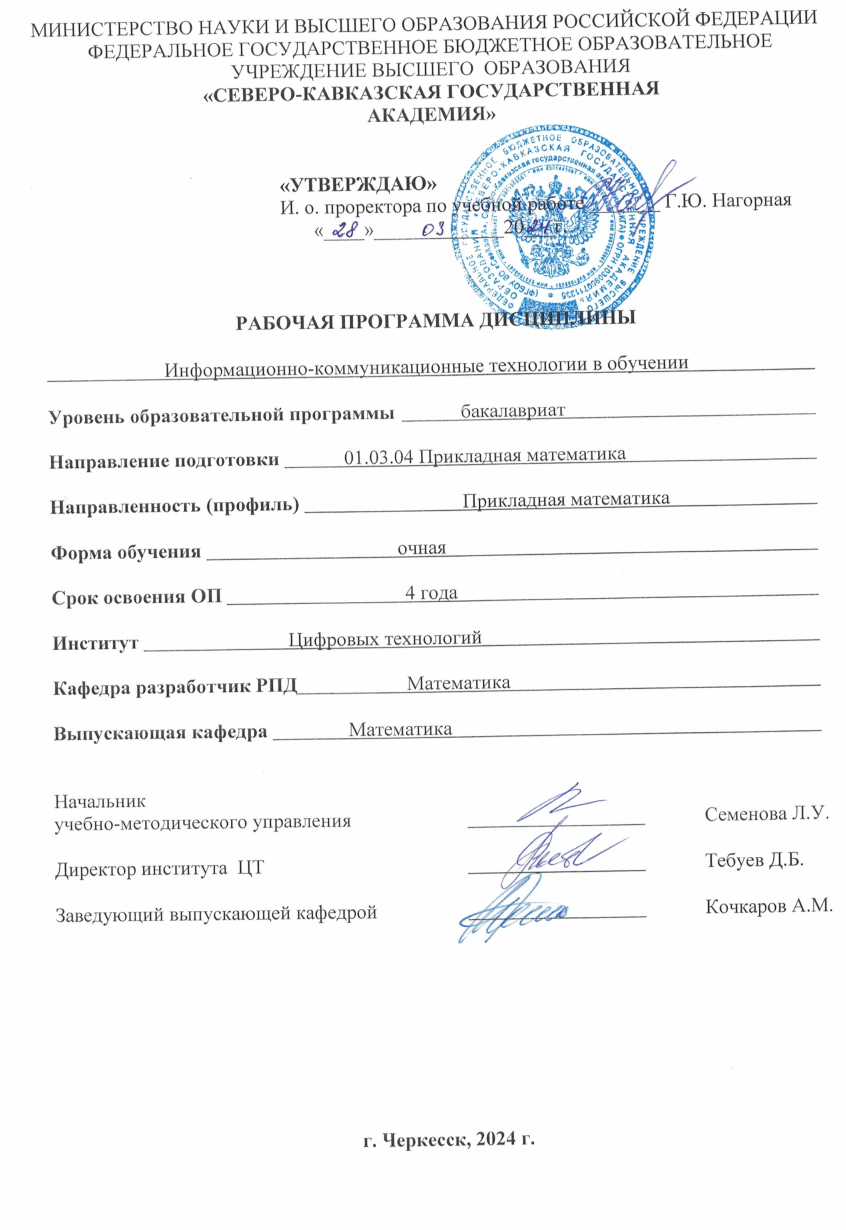 МИНИСТЕРСТВО НАУКИ И ВЫСШЕГО ОБРАЗОВАНИЯ РОССИЙСКОЙ ФЕДЕРАЦИИ
ФЕДЕРАЛЬНОЕ ГОСУДАРСТВЕННОЕ БЮДЖЕТНОЕ ОБРАЗОВАТЕЛЬНОЕ
УЧРЕЖДЕНИЕ ВЫСШЕГО ОБРАЗОВАНИЯ
«СЕВЕРО-КАВКАЗСКАЯ ГОСУДАРСТВЕННАЯ
АКАДЕМИЯ»
«УТВЕРЖДАЮ»
И. о. проректора по учебной работе ________ Г.Ю. Нагорная
« 28 » 03 2024 г.
РАБОЧАЯ ПРОГРАММА ДИСЦИПЛИНЫ
Информационно-коммуникационные технологии в обучении
Уровень образовательной программы бакалавриат
Направление подготовки 01.03.04 Прикладная математика
Направленность (профиль) Прикладная математика
Форма обучения очная
Срок освоения ОП 4 года
Институт Цифровых технологий
Кафедра разработчик РПД Математика
Выпускающая кафедра Математика
Начальник
учебно-методического управления Семенова Л.У.
Директор института ЦТ Тебуев Д.Б.
Заведующий выпускающей кафедрой Кочкаров А.М.
г. Черкесск, 2024 г.